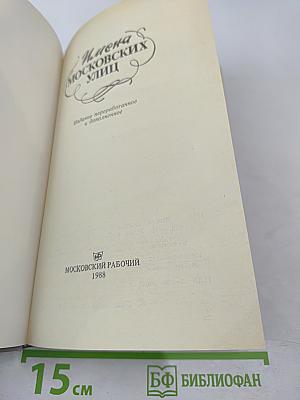 Имена
МОСКОВСКИХ
УЛИЦ
Издание переработанное
и дополненное
МОСКОВСКИЙ РАБОЧИЙ
1988
15 см
БФ БИБЛИОФАН